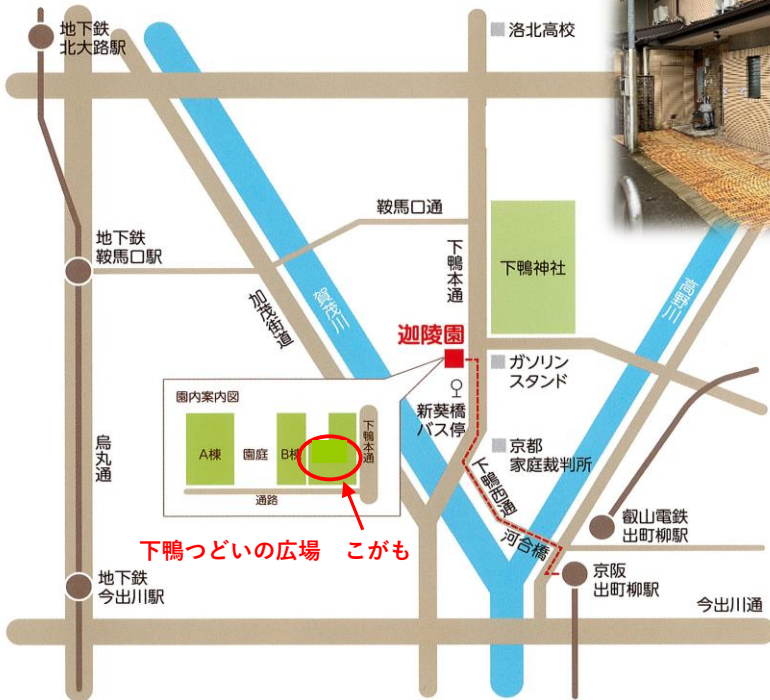 地下鉄
北大路駅
洛北高校
鞍馬口通
地下鉄
鞍馬口駅
加茂街道
賀茂川
下鴨本通
下鴨神社
高野川
迦陵園
ガソリン
スタンド
新葵橋
バス停
園内案内図
A棟
園庭
B棟
下鴨本通
通路
烏丸通
京都
家庭裁判所
下鴨西通
河合橋
叡山電鉄
出町柳駅
下鴨つどいの広場 こがも
京阪
出町柳駅
地下鉄
今出川駅
今出川通